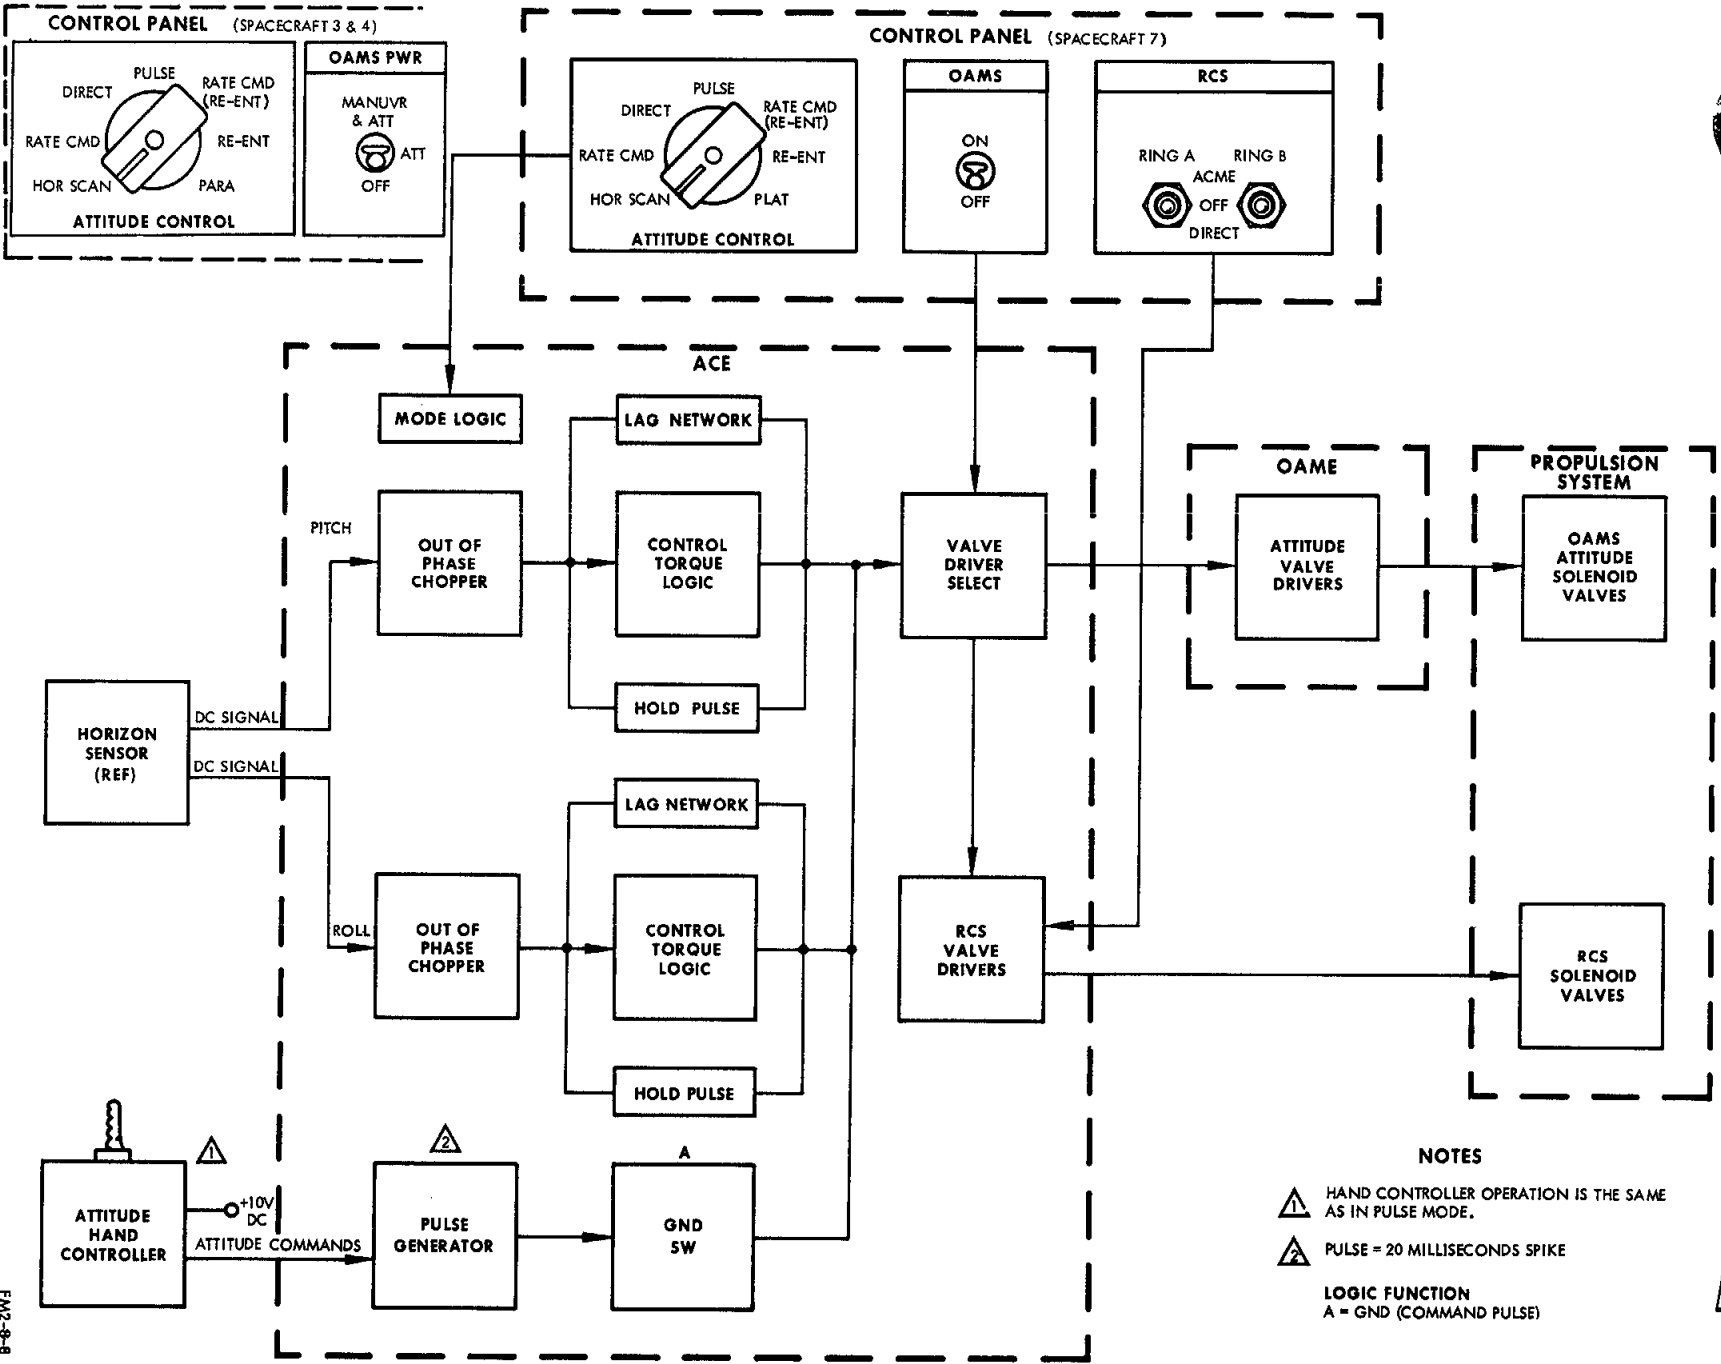 CONTROL PANEL (SPACECRAFT 3 & 4)
PULSE
DIRECT
RATE CMD
(RE-ENT)
RATE CMD
RE-ENT
HOR SCAN
PARA
ATTITUDE CONTROL
OAMS PWR
MANUVR
& ATT
ATT
OFF
CONTROL PANEL (SPACECRAFT 7)
PULSE
DIRECT
RATE CMD
(RE-ENT)
RATE CMD
RE-ENT
HOR SCAN
PLAT
ATTITUDE CONTROL
OAMS
ON
OFF
RCS
RING A RING B
ACME
OFF
DIRECT
ACE
MODE LOGIC
LAG NETWORK
PITCH
OUT OF
PHASE
CHOPPER
CONTROL
TORQUE
LOGIC
HOLD PULSE
VALVE
DRIVER
SELECT
OAME
ATTITUDE
VALVE
DRIVERS
PROPULSION
SYSTEM
OAMS
ATTITUDE
SOLENOID
VALVES
HORIZON
SENSOR
(REF)
DC SIGNAL
DC SIGNAL
LAG NETWORK
ROLL
OUT OF
PHASE
CHOPPER
CONTROL
TORQUE
LOGIC
HOLD PULSE
RCS
VALVE
DRIVERS
RCS
SOLENOID
VALVES
1
ATTITUDE
HAND
CONTROLLER
+10V
DC
ATTITUDE COMMANDS
2
PULSE
GENERATOR
A
GND
SW
NOTES
1 HAND CONTROLLER OPERATION IS THE SAME
AS IN PULSE MODE.
2 PULSE = 20 MILLISECONDS SPIKE
LOGIC FUNCTION
A = GND (COMMAND PULSE)
FM2-8-8